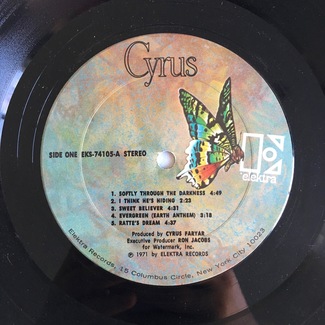 Cyrus
SIDE ONE EKS-74105-A STEREO
elektra
1. SOFTLY THROUGH THE DARKNESS 4:49
2. I THINK HE'S HIDING 2:23
3. SWEET BELIEVER 4:31
4. EVERGREEN (EARTH ANTHEM) 5:18
5. RATTE'S DREAM 4:37
Produced by CYRUS FARYAR
Executive Producer RON JACOBS
for Watermark, Inc.
℗ 1971 by ELEKTRA RECORDS
Elektra Records, 15 Columbus Circle, New York City 10023